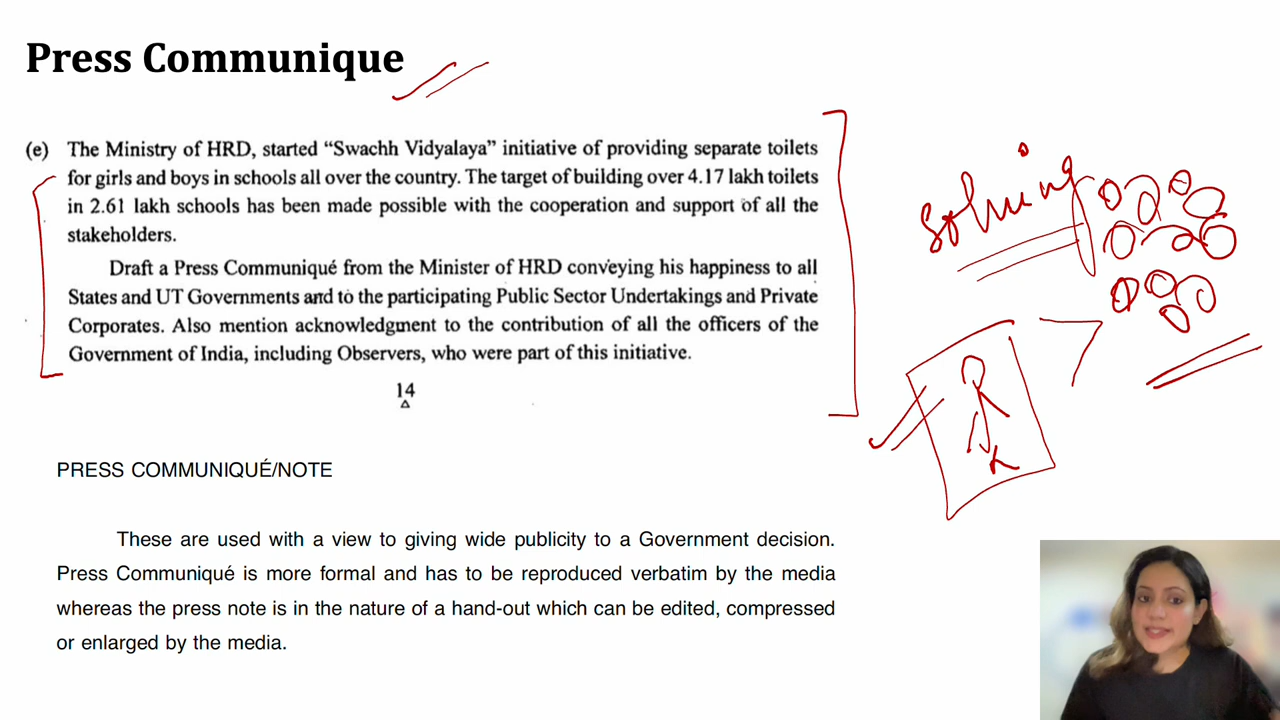 Press Communique
(e) The Ministry of HRD, started “Swachh Vidyalaya” initiative of providing separate toilets
for girls and boys in schools all over the country. The target of building over 4.17 lakh toilets
in 2.61 lakh schools has been made possible with the cooperation and support of all the
stakeholders.
Draft a Press Communiqué from the Minister of HRD conveying his happiness to all
States and UT Governments and to the participating Public Sector Undertakings and Private
Corporates. Also mention acknowledgment to the contribution of all the officers of the
Government of India, including Observers, who were part of this initiative.
14
solving
PRESS COMMUNIQUÉ/NOTE
These are used with a view to giving wide publicity to a Government decision.
Press Communiqué is more formal and has to be reproduced verbatim by the media
whereas the press note is in the nature of a hand-out which can be edited, compressed
or enlarged by the media.